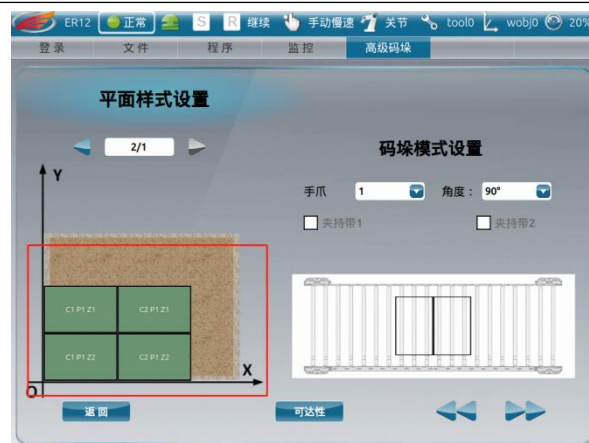 ER12 正常 S R 继续 手动慢速 关节 tool0 wobj0 20%
登录 文件 程序 监控 高级码垛
平面样式设置
2/1
码垛模式设置
Y
手爪 1 角度： 90°
夹持带1 夹持带2
C1 P1 Z1 C2 P1 Z1
C1 P1 Z2 C2 P1 Z2
X
O
返回 可达性